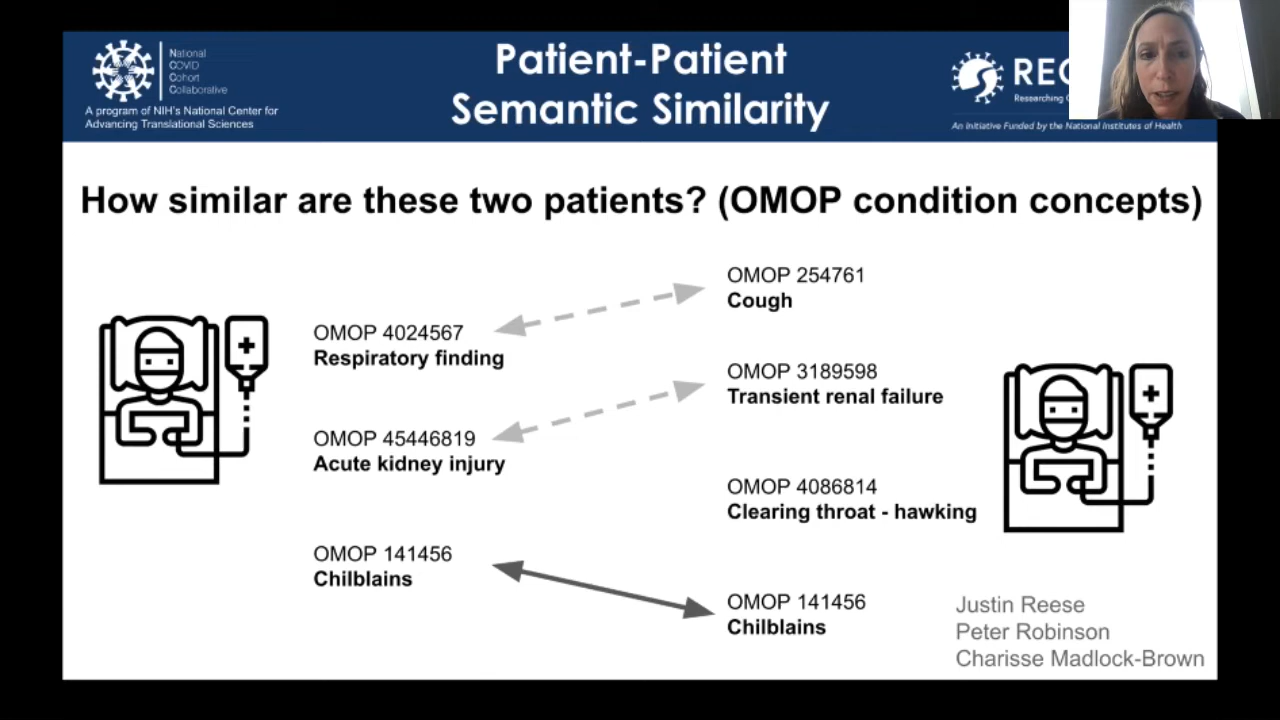 National
COVID
Cohort
Collaborative
A program of NIH's National Center for
Advancing Translational Sciences
Patient-Patient
Semantic Similarity
Researching
An Initiative Funded by the National Institutes of Health
How similar are these two patients? (OMOP condition concepts)
OMOP 4024567
Respiratory finding
OMOP 45446819
Acute kidney injury
OMOP 141456
Chilblains
OMOP 254761
Cough
OMOP 3189598
Transient renal failure
OMOP 4086814
Clearing throat - hawking
OMOP 141456
Chilblains
Justin Reese
Peter Robinson
Charisse Madlock-Brown